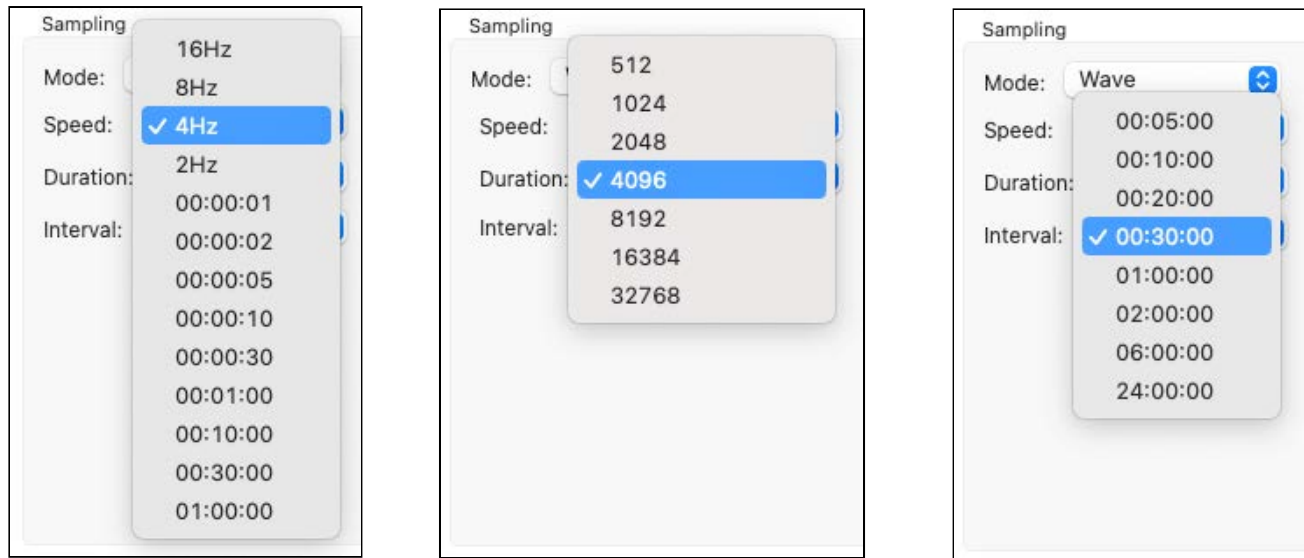 Sampling
Mode:
Speed:
Duration:
Interval:
16Hz
8Hz
✓ 4Hz
2Hz
00:00:01
00:00:02
00:00:05
00:00:10
00:00:30
00:01:00
00:10:00
00:30:00
01:00:00
Sampling
Mode:
Speed:
Duration:
Interval:
512
1024
2048
✓ 4096
8192
16384
32768
Sampling
Mode: Wave
Speed:
Duration:
Interval:
00:05:00
00:10:00
00:20:00
✓ 00:30:00
01:00:00
02:00:00
06:00:00
24:00:00